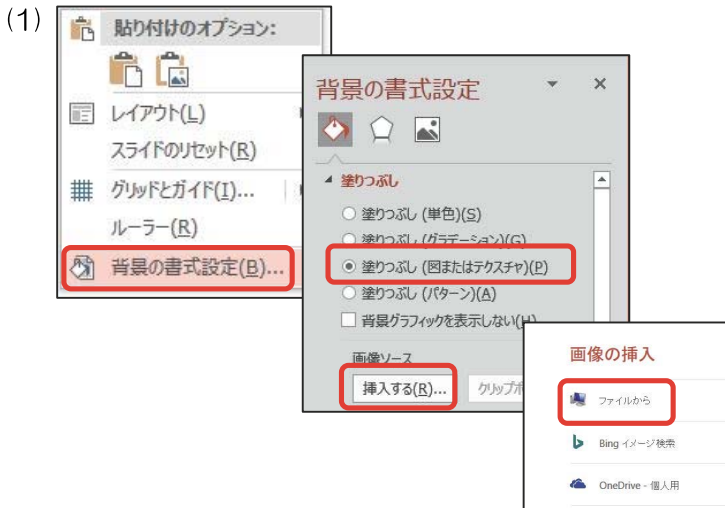 (1)
貼り付けのオプション:
レイアウト(L)
スライドのリセット(R)
グリッドとガイド(I)...
ルーラー(R)
背景の書式設定(B)...
背景の書式設定
塗りつぶし
塗りつぶし (単色)(S)
塗りつぶし (グラデーション)(G)
塗りつぶし (図またはテクスチャ)(P)
塗りつぶし (パターン)(A)
背景グラフィックを表示しない(H)
画像ソース
挿入する(R)...
クリップボ
画像の挿入
ファイルから
Bing イメージ検索
OneDrive - 個人用